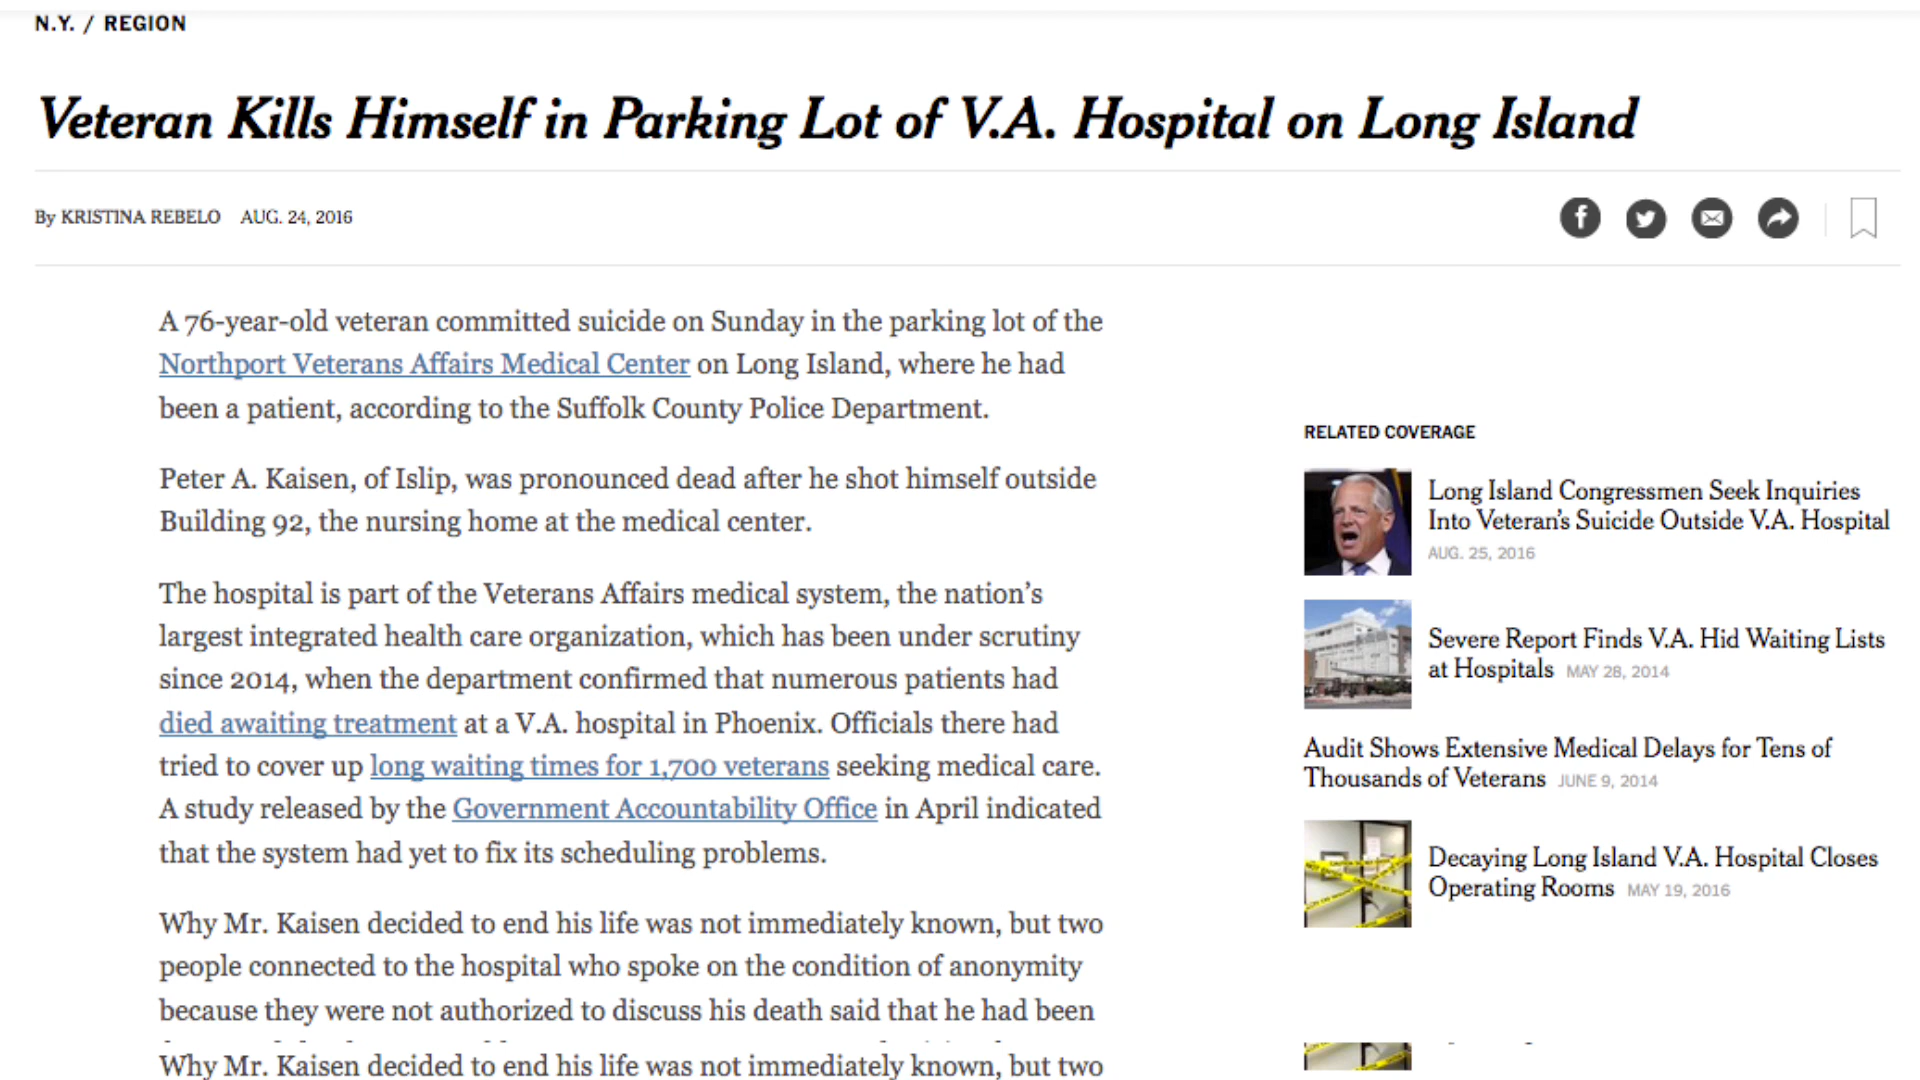 N.Y. / REGION
Veteran Kills Himself in Parking Lot of V.A. Hospital on Long Island
By KRISTINA REBELO AUG. 24, 2016
A 76-year-old veteran committed suicide on Sunday in the parking lot of the
Northport Veterans Affairs Medical Center on Long Island, where he had
been a patient, according to the Suffolk County Police Department.
Peter A. Kaisen, of Islip, was pronounced dead after he shot himself outside
Building 92, the nursing home at the medical center.
The hospital is part of the Veterans Affairs medical system, the nation’s
largest integrated health care organization, which has been under scrutiny
since 2014, when the department confirmed that numerous patients had
died awaiting treatment at a V.A. hospital in Phoenix. Officials there had
tried to cover up long waiting times for 1,700 veterans seeking medical care.
A study released by the Government Accountability Office in April indicated
that the system had yet to fix its scheduling problems.
Why Mr. Kaisen decided to end his life was not immediately known, but two
people connected to the hospital who spoke on the condition of anonymity
because they were not authorized to discuss his death said that he had been
Why Mr. Kaisen decided to end his life was not immediately known, but two
RELATED COVERAGE
Long Island Congressmen Seek Inquiries
Into Veteran’s Suicide Outside V.A. Hospital
AUG. 25, 2016
Severe Report Finds V.A. Hid Waiting Lists
at Hospitals MAY 28, 2014
Audit Shows Extensive Medical Delays for Tens of
Thousands of Veterans JUNE 9, 2014
Decaying Long Island V.A. Hospital Closes
Operating Rooms MAY 19, 2016